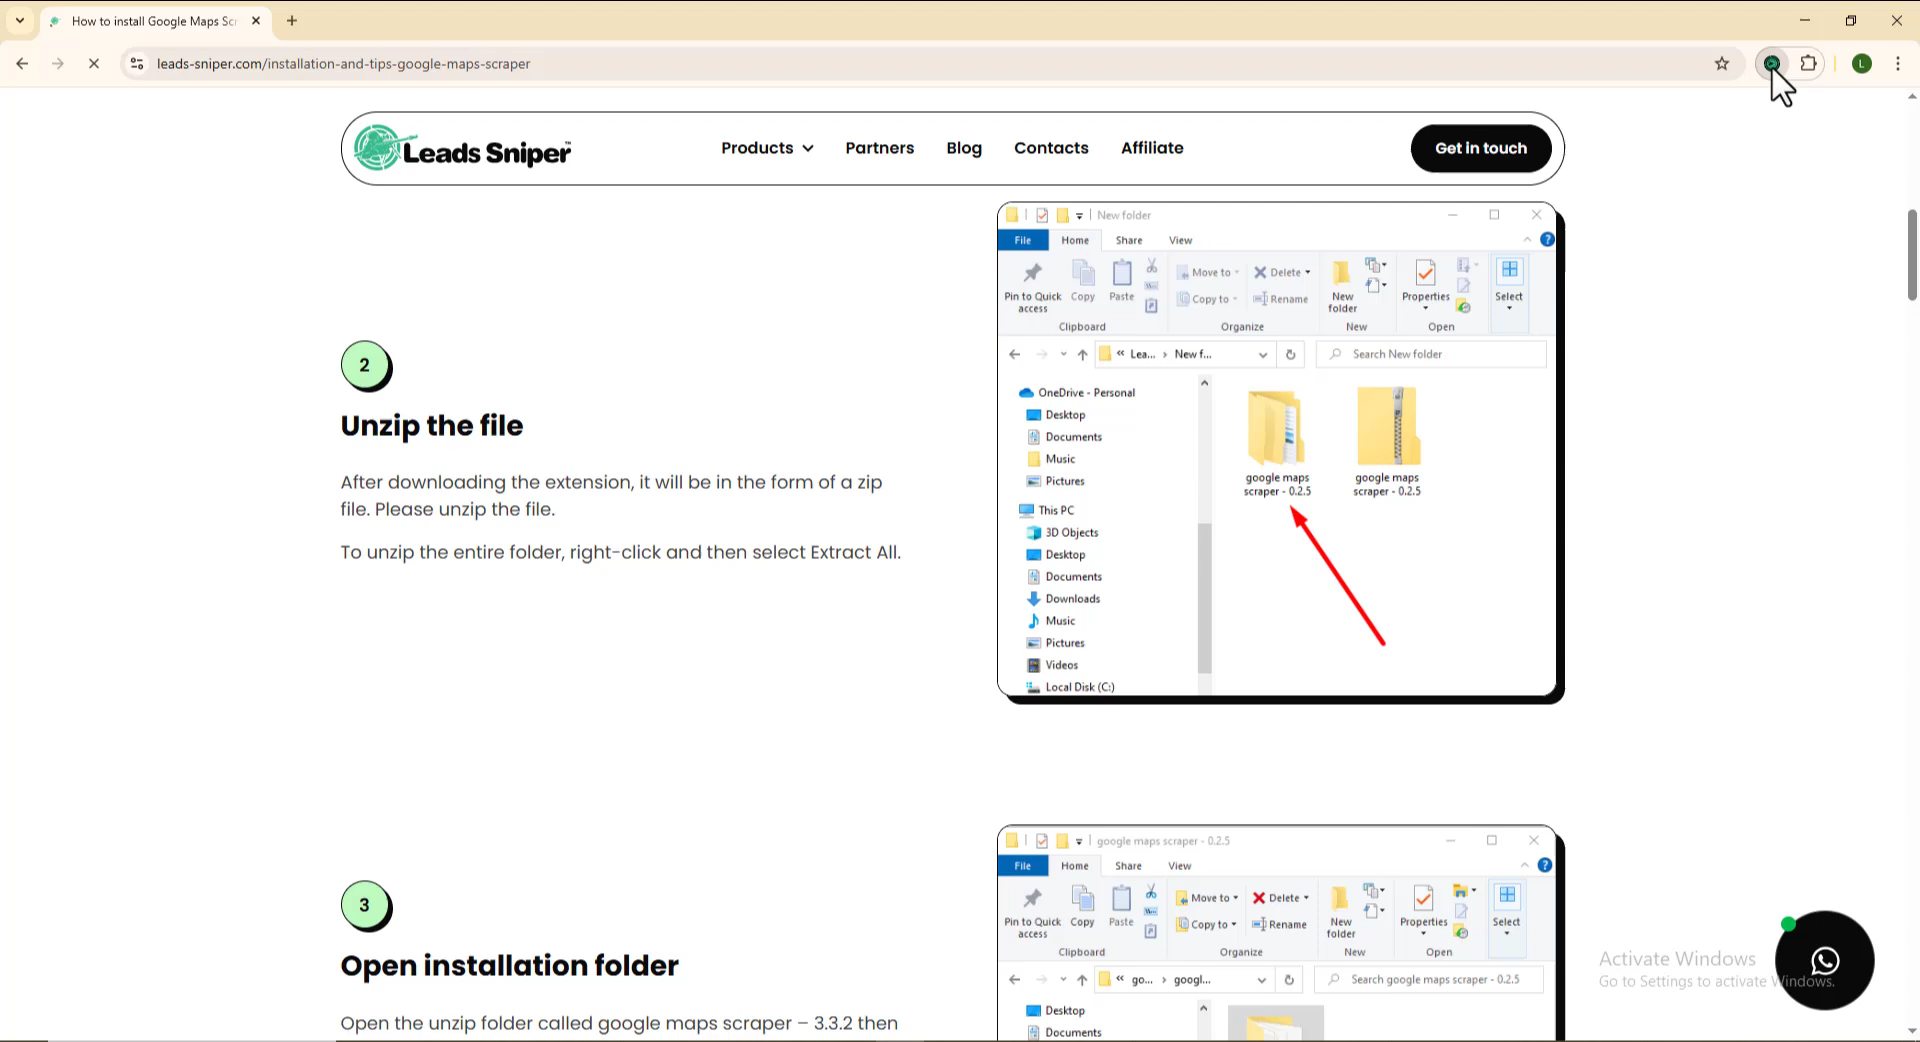 How to install Google Maps Scr
leads-sniper.com/installation-and-tips-google-maps-scraper
L
Leads Sniper™
Products
Partners
Blog
Contacts
Affiliate
Get in touch
2
Unzip the file
After downloading the extension, it will be in the form of a zip
file. Please unzip the file.
To unzip the entire folder, right-click and then select Extract All.
New folder
File
Home
Share
View
Pin to Quick
access
Copy
Paste
Move to
Copy to
Delete
Rename
New
folder
Properties
Select
Clipboard
Organize
New
Open
« Lea... › New f...
Search New folder
OneDrive - Personal
Desktop
Documents
Music
Pictures
This PC
3D Objects
Desktop
Documents
Downloads
Music
Pictures
Videos
Local Disk (C:)
google maps
scraper - 0.2.5
google maps
scraper - 0.2.5
3
Open installation folder
Open the unzip folder called google maps scraper – 3.3.2 then
google maps scraper - 0.2.5
File
Home
Share
View
Pin to Quick
access
Copy
Paste
Move to
Copy to
Delete
Rename
New
folder
Properties
Select
Clipboard
Organize
New
Open
« go... › googl...
Search google maps scraper - 0.2.5
Desktop
Documents
Activate Windows
Go to Settings to activate Windows.